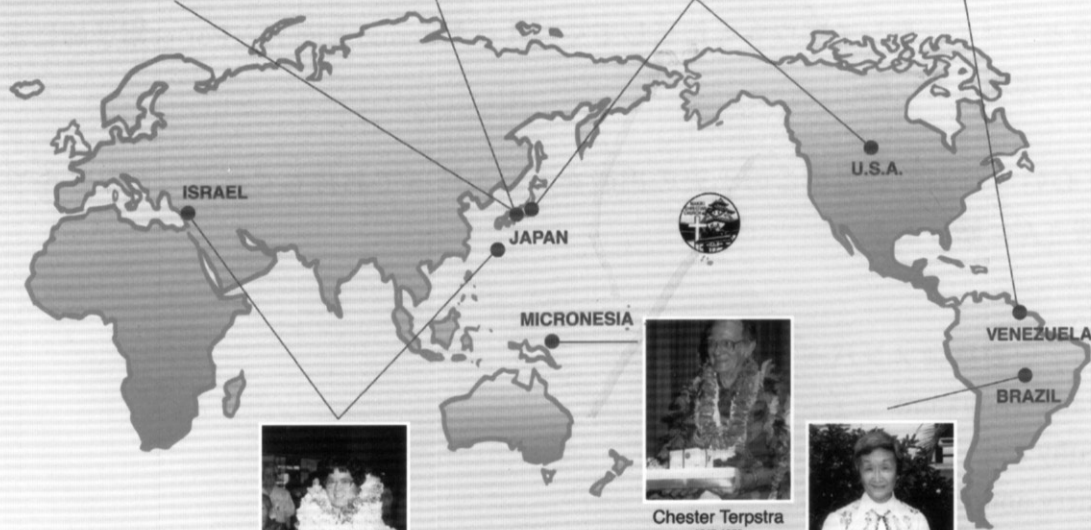 ISRAEL
U.S.A.
JAPAN
MICRONESIA
VENEZUELA
BRAZIL
Chester Terpstra